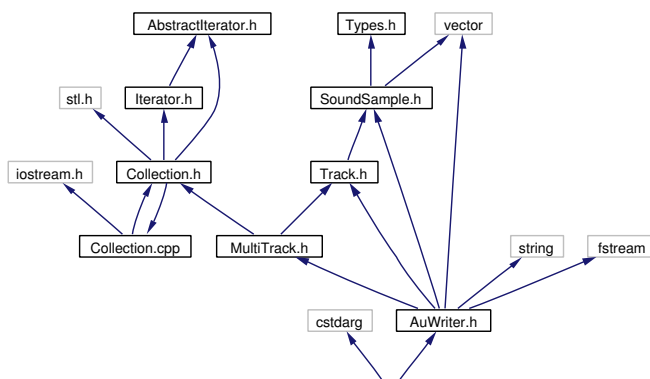 AbstractIterator.h
Types.h
vector
stl.h
Iterator.h
SoundSample.h
iostream.h
Collection.h
Track.h
Collection.cpp
MultiTrack.h
string
fstream
cstdarg
AuWriter.h